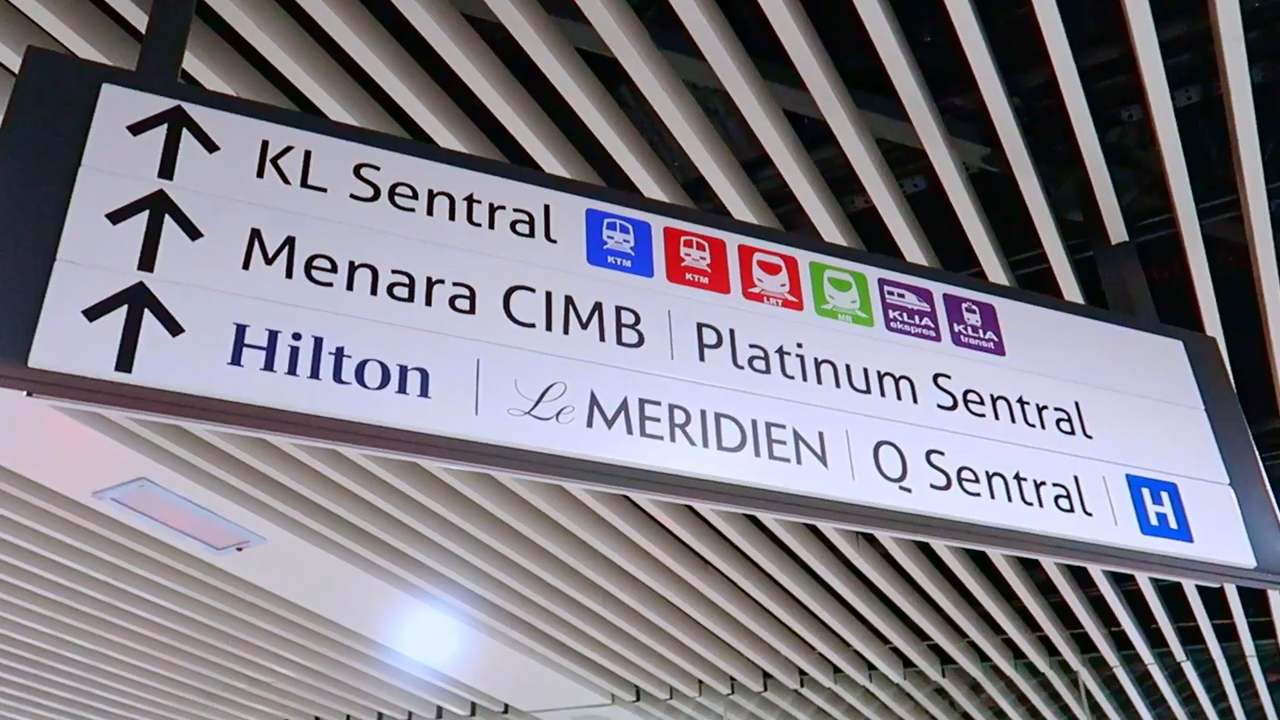 KL Sentral KTM KTM LRT MR KLIA ekspres KLIA transit
Menara CIMB | Platinum Sentral
Hilton | Le MERIDIEN | Q Sentral | H